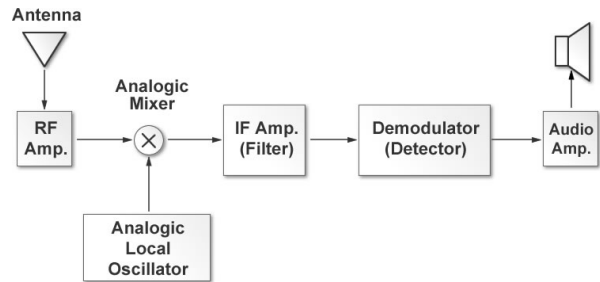 Antenna
RF
Amp.
Analogic
Mixer
Analogic
Local
Oscillator
IF Amp.
(Filter)
Demodulator
(Detector)
Audio
Amp.